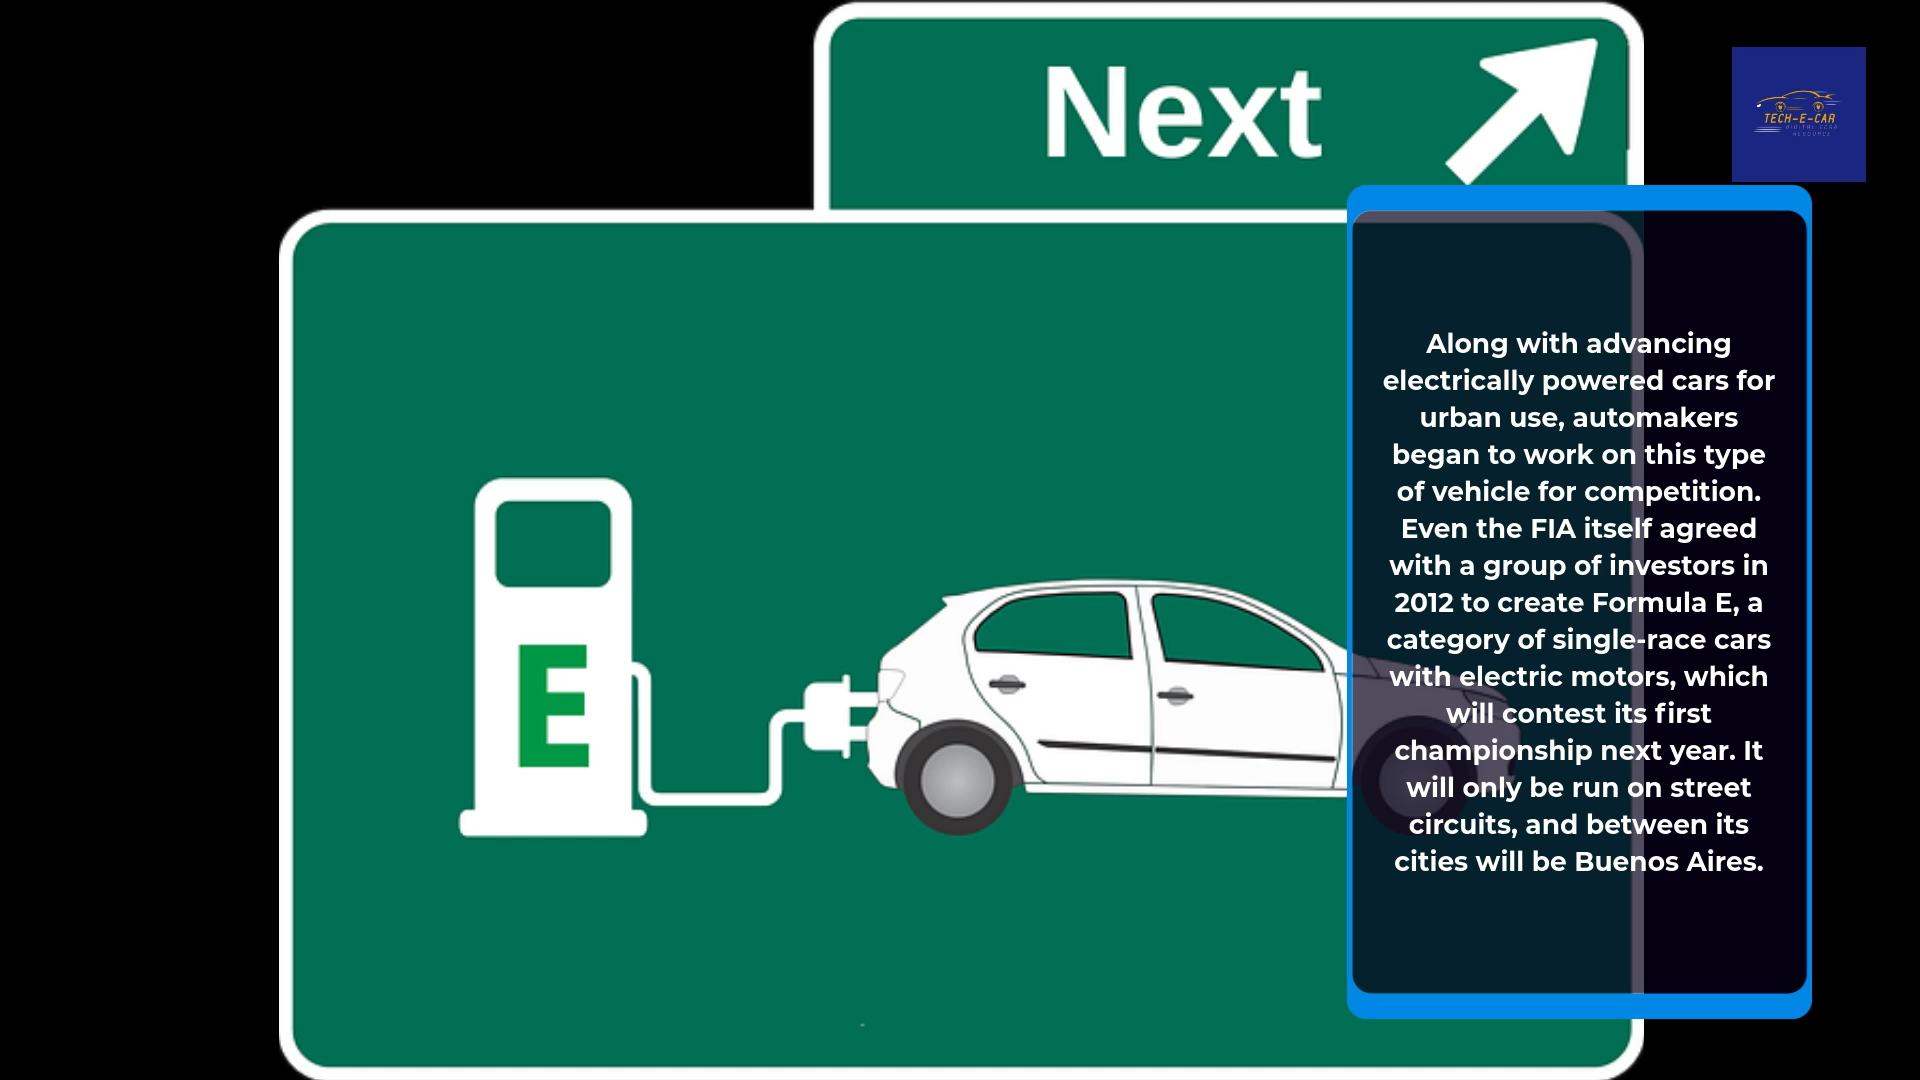 Next
TECH-E-CAR
Along with advancing
electrically powered cars for
urban use, automakers
began to work on this type
of vehicle for competition.
Even the FIA itself agreed
with a group of investors in
2012 to create Formula E, a
category of single-race cars
with electric motors, which
will contest its first
championship next year. It
will only be run on street
circuits, and between its
cities will be Buenos Aires.
E